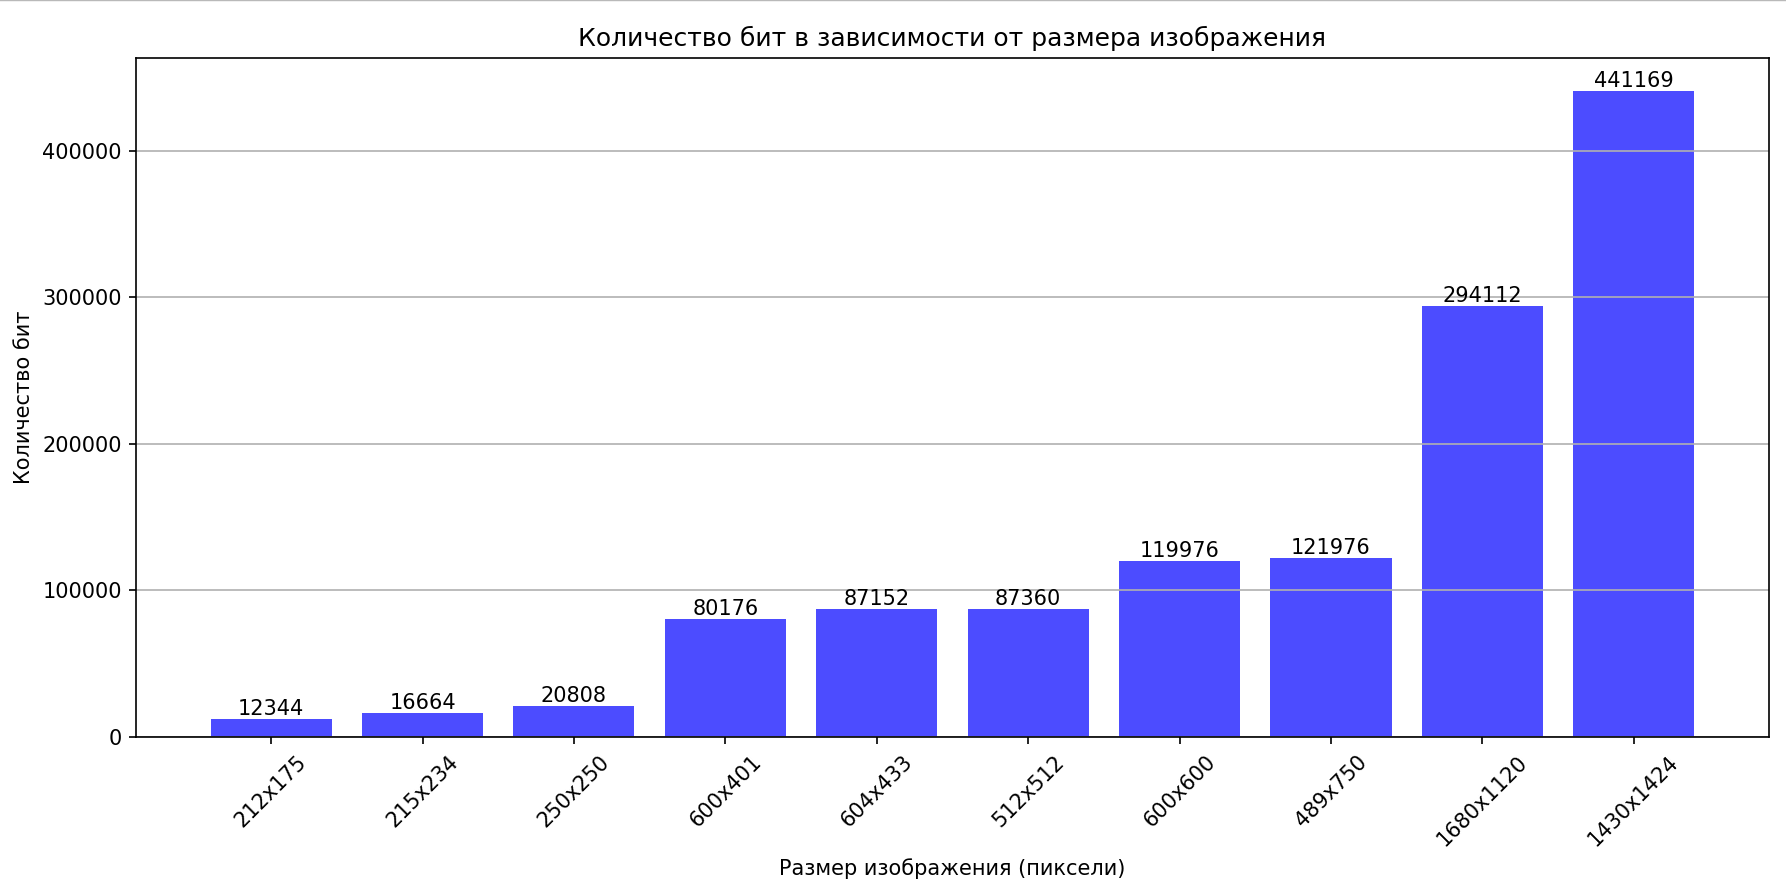 Количество бит в зависимости от размера изображения
Количество бит
400000
300000
200000
100000
0
12344
16664
20808
80176
87152
87360
119976
121976
294112
441169
212x175
215x234
250x250
600x401
604x433
512x512
600x600
489x750
1680x1120
1430x1424
Размер изображения (пиксели)